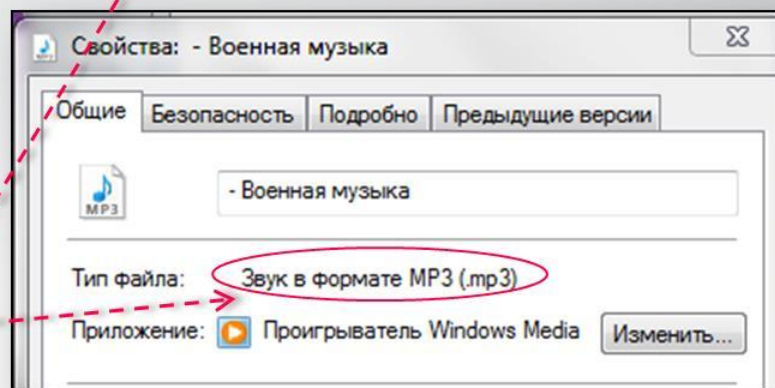 Свойства: - Военная музыка
Общие Безопасность Подробно Предыдущие версии
MP3 - Военная музыка
Тип файла: Звук в формате MP3 (.mp3)
Приложение: Проигрыватель Windows Media Изменить...